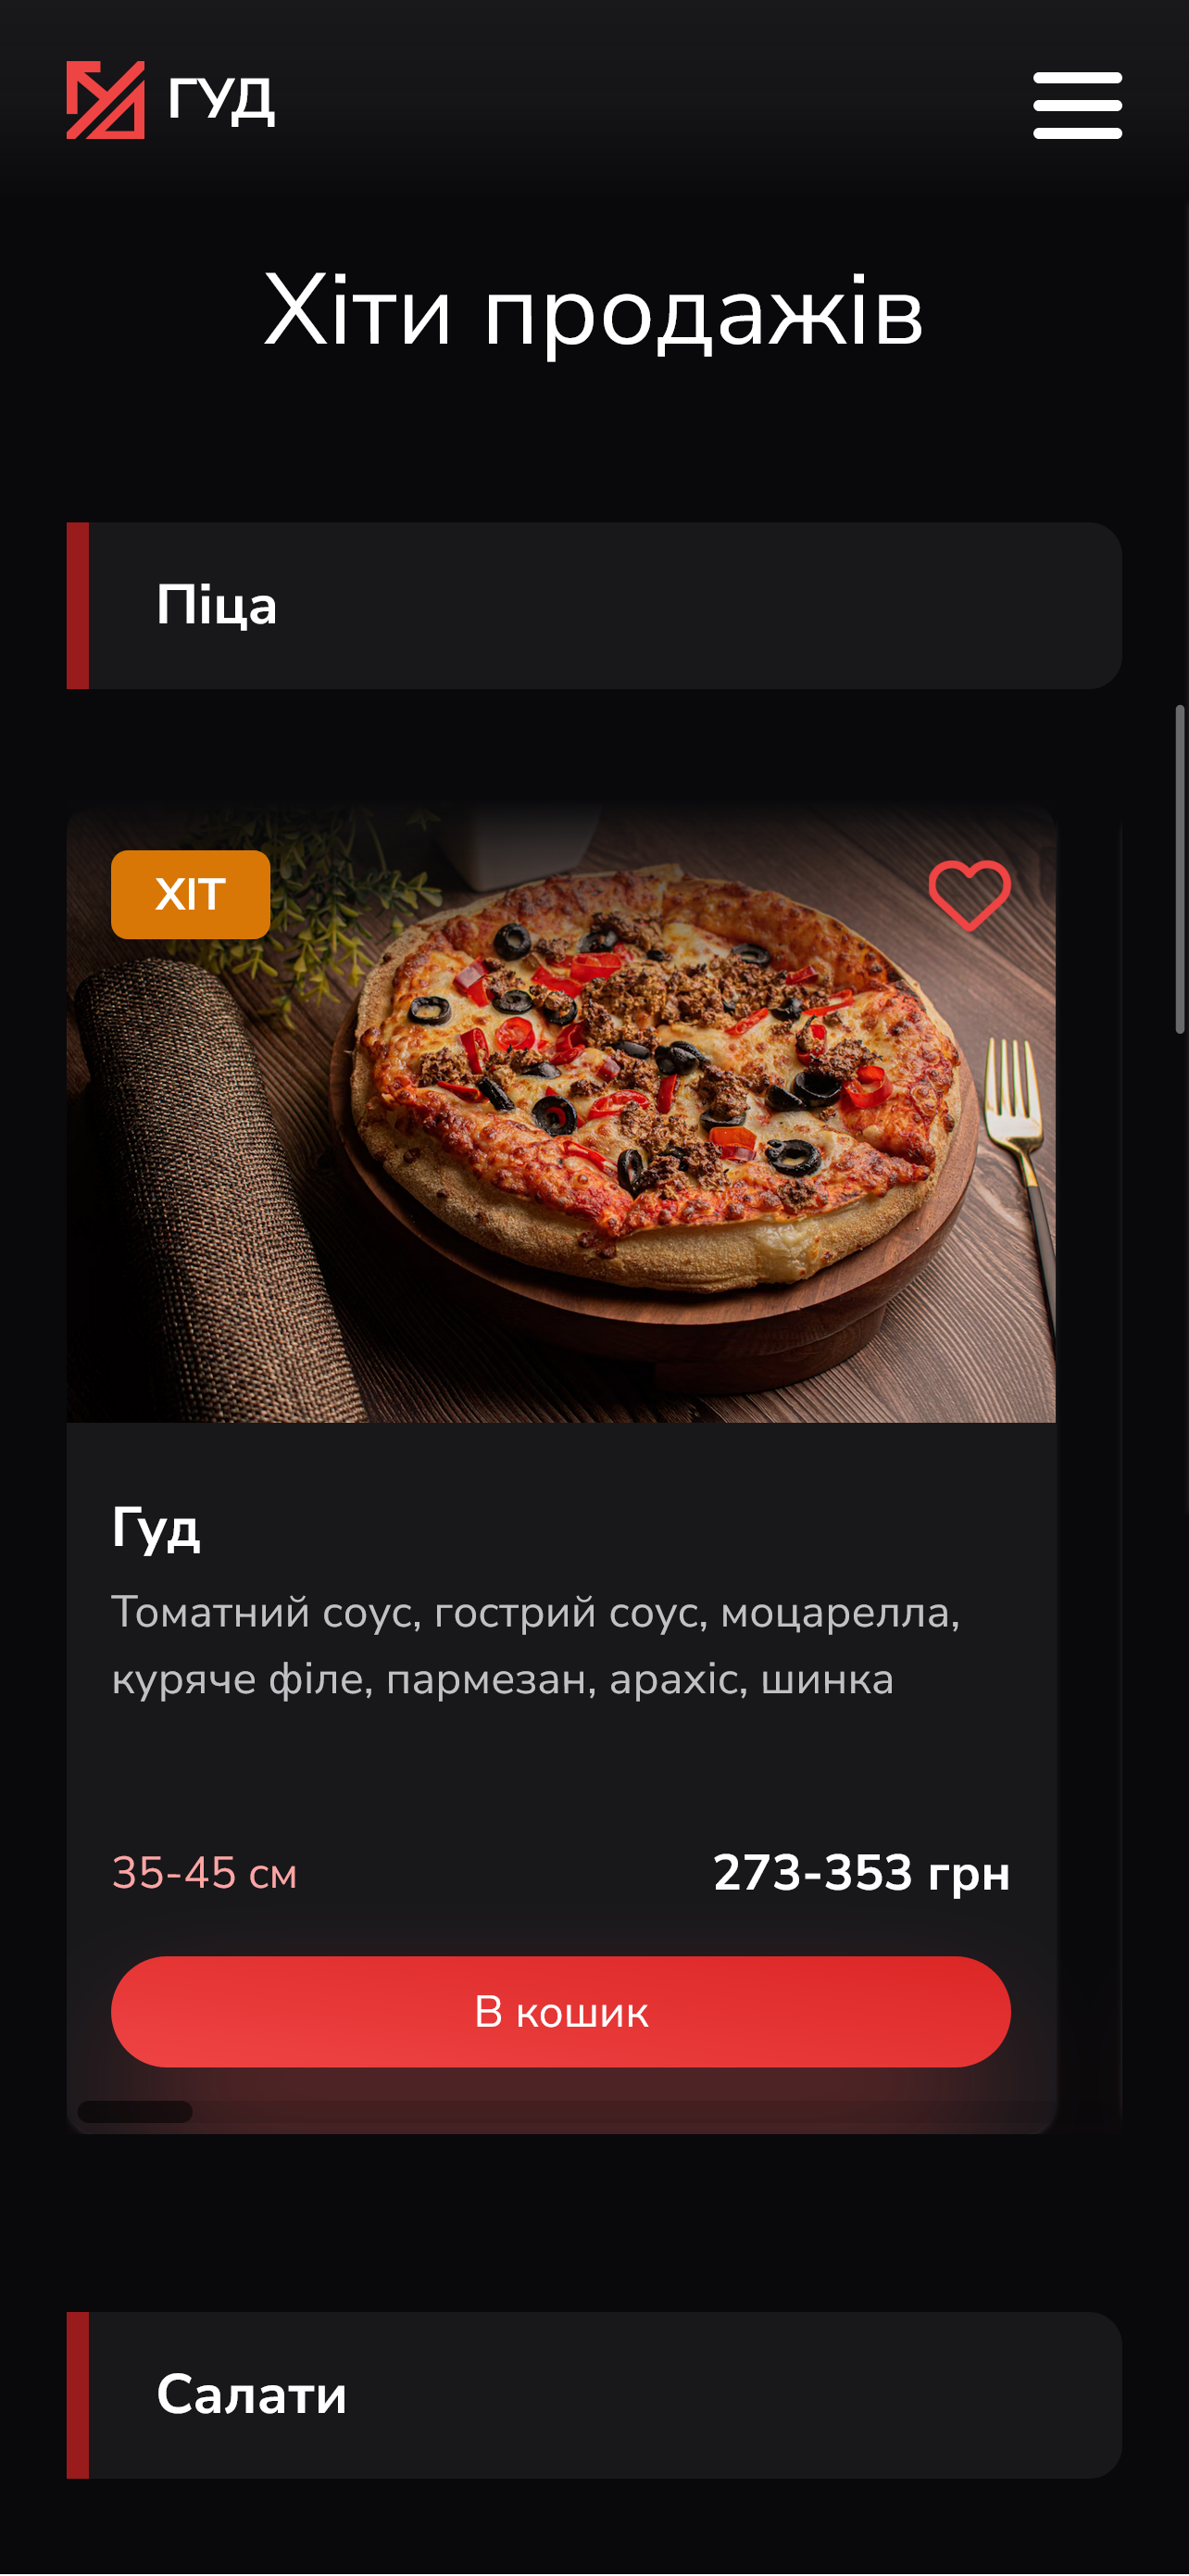 ГУД
Хіти продажів
Піца
ХІТ
Гуд
Томатний соус, гострий соус, моцарелла,
куряче філе, пармезан, арахіс, шинка
35-45 см
273-353 грн
В кошик
Салати